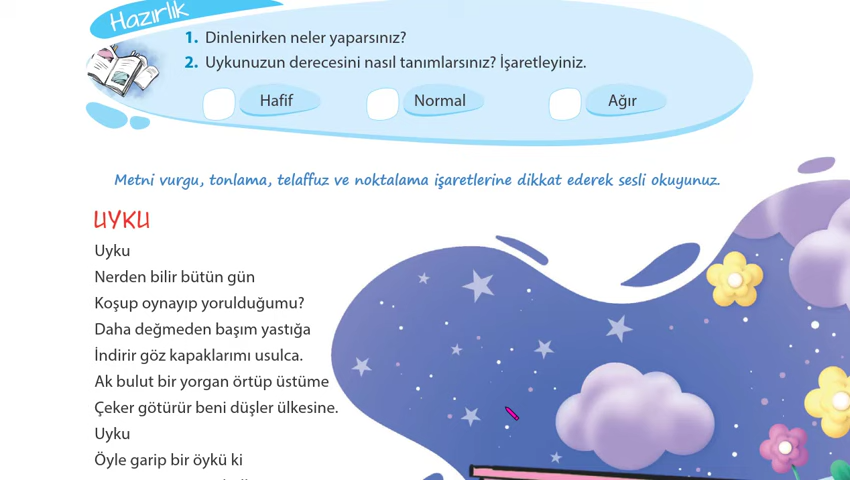 Hazırlık
1. Dinlenirken neler yaparsınız?
2. Uykunuzun derecesini nasıl tanımlarsınız? İşaretleyiniz.
Hafif Normal Ağır
Metni vurgu, tonlama, telaffuz ve noktalama işaretlerine dikkat ederek sesli okuyunuz.
UYKU
Uyku
Nerden bilir bütün gün
Koşup oynayıp yorulduğumu?
Daha değmeden başım yastığa
İndirir göz kapaklarımı usulca.
Ak bulut bir yorgan örtüp üstüme
Çeker götürür beni düşler ülkesine.
Uyku
Öyle garip bir öykü ki